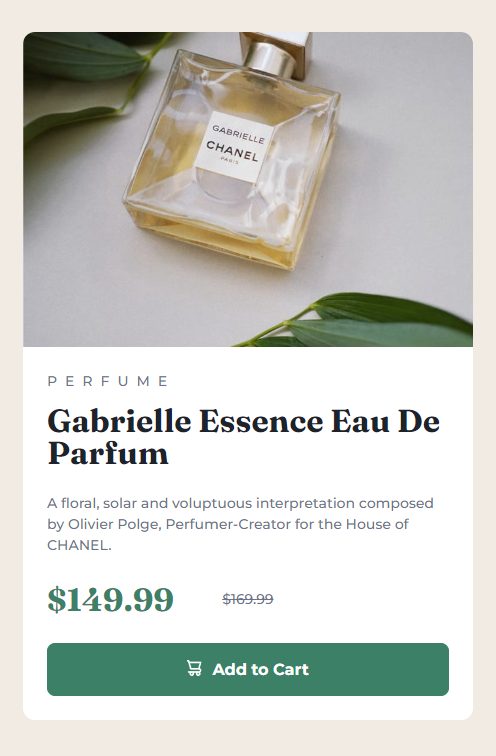 GABRIELLE
CHANEL
PARIS
PERFUME
Gabrielle Essence Eau De
Parfum
A floral, solar and voluptuous interpretation composed
by Olivier Polge, Perfumer-Creator for the House of
CHANEL.
$149.99 $169.99
Add to Cart